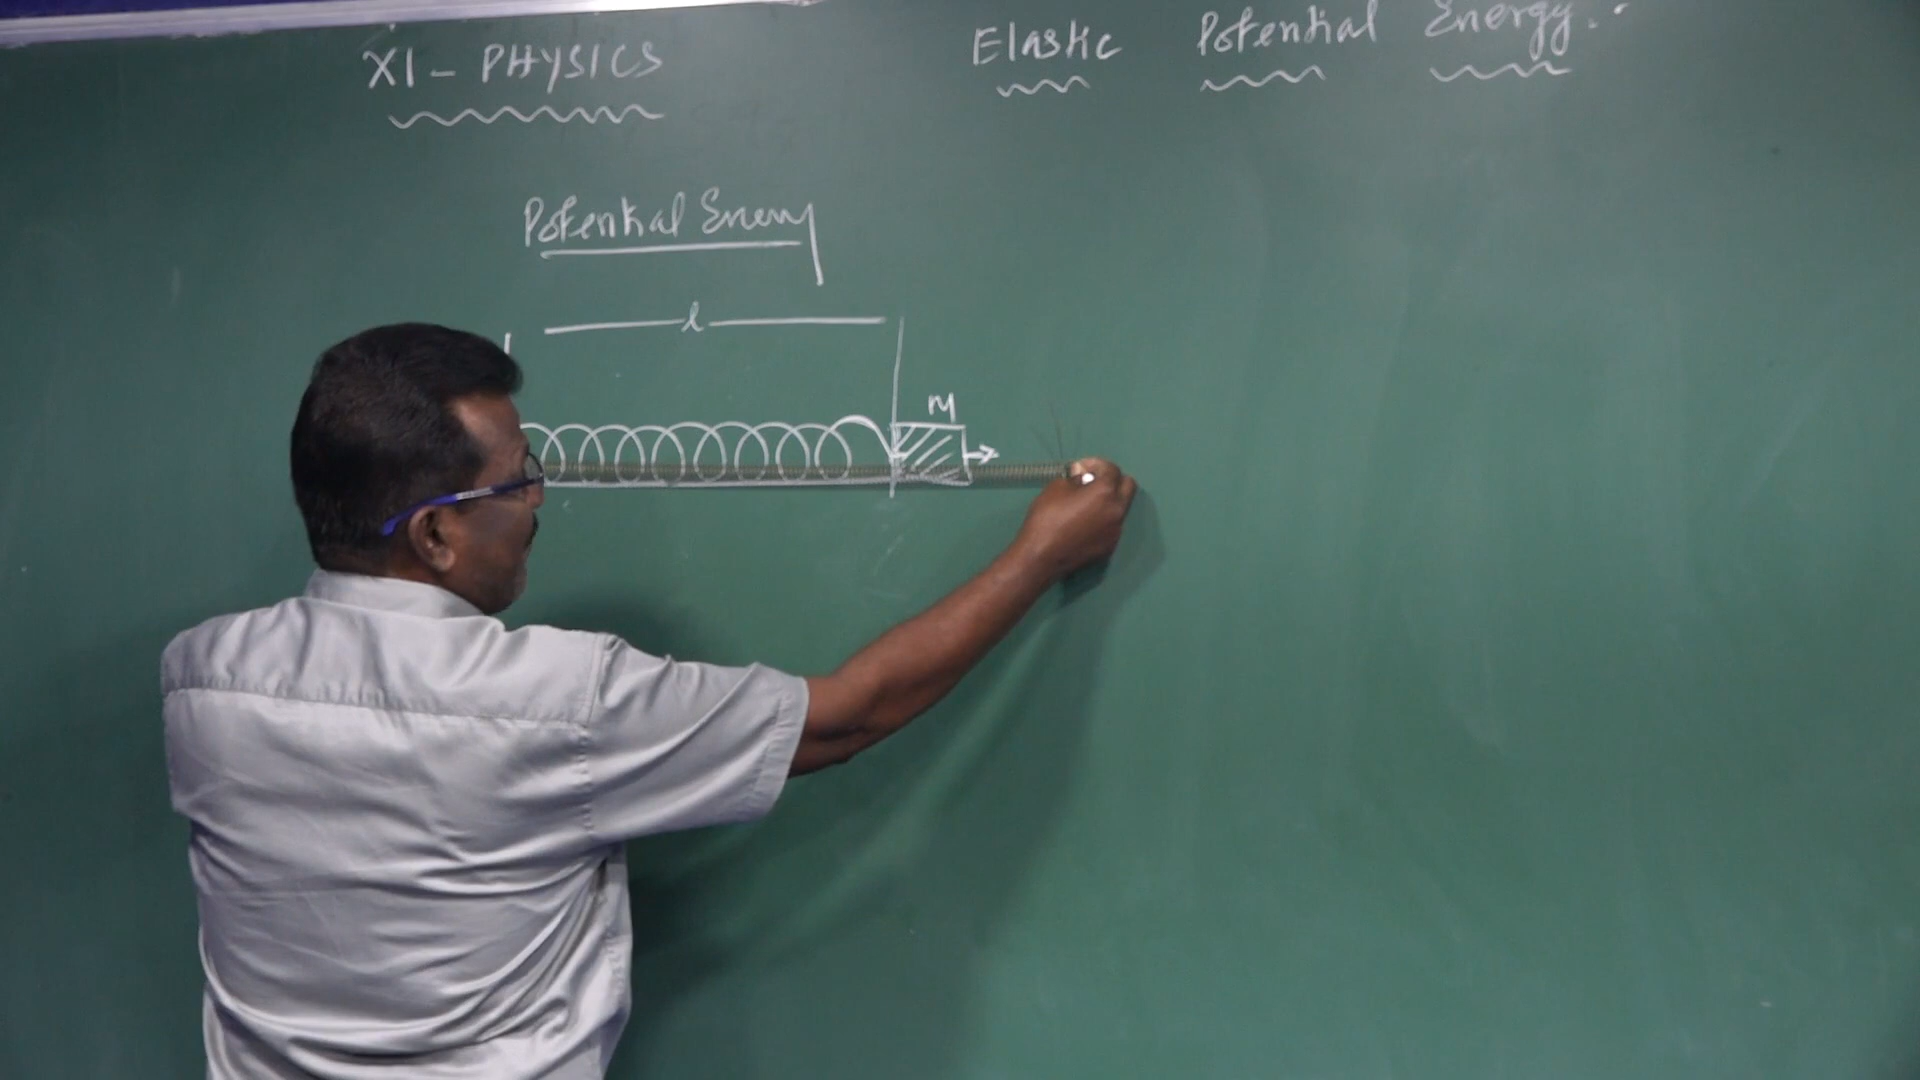 XI - PHYSICS
Elastic Potential Energy.
Potential Energy
l
M